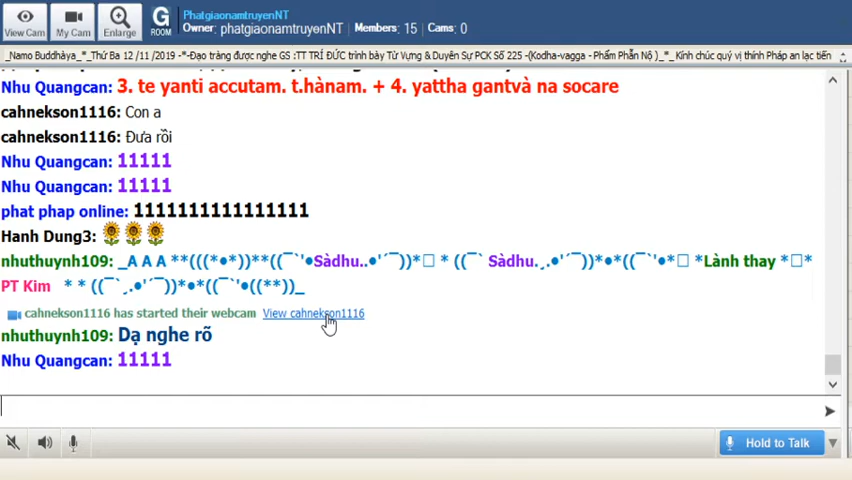 PhatgiaonamtruyenNT
Owner: phatgiaonamtruyenNT Members: 15 Cams: 0
View Cam My Cam Enlarge G ROOM
_Namo Buddhàya_*_Thứ Ba 12 /11 /2019 -*-Đạo tràng được nghe GS :TT TRÍ ĐỨC trình bày Từ Vựng & Duyên Sự PCK Số 225 -(Kodha-vagga - Phẩm Phẫn Nộ )_*_ Kính chúc quý vị thính Pháp an lạc tiến
Nhu Quangcan: 3. te yanti accutam. t.hànam. + 4. yattha gantvà na socare
cahnekson1116: Con a
cahnekson1116: Đưa rồi
Nhu Quangcan: 11111
Nhu Quangcan: 11111
phat phap online: 1111111111111111
Hanh Dung3:
nhuthuynh109: _A A A **(((*•*))**((¯`'•Sàdhu..•'´¯))*□ * ((¯` Sàdhu.¸.•'´¯))*•*((¯`'•*□ *Lành thay *□*
PT Kim * * ((¯`¸.•'´¯))*•*((¯`'•((**))_
cahnekson1116 has started their webcam View cahnekson1116
nhuthuynh109: Dạ nghe rõ
Nhu Quangcan: 11111
Hold to Talk